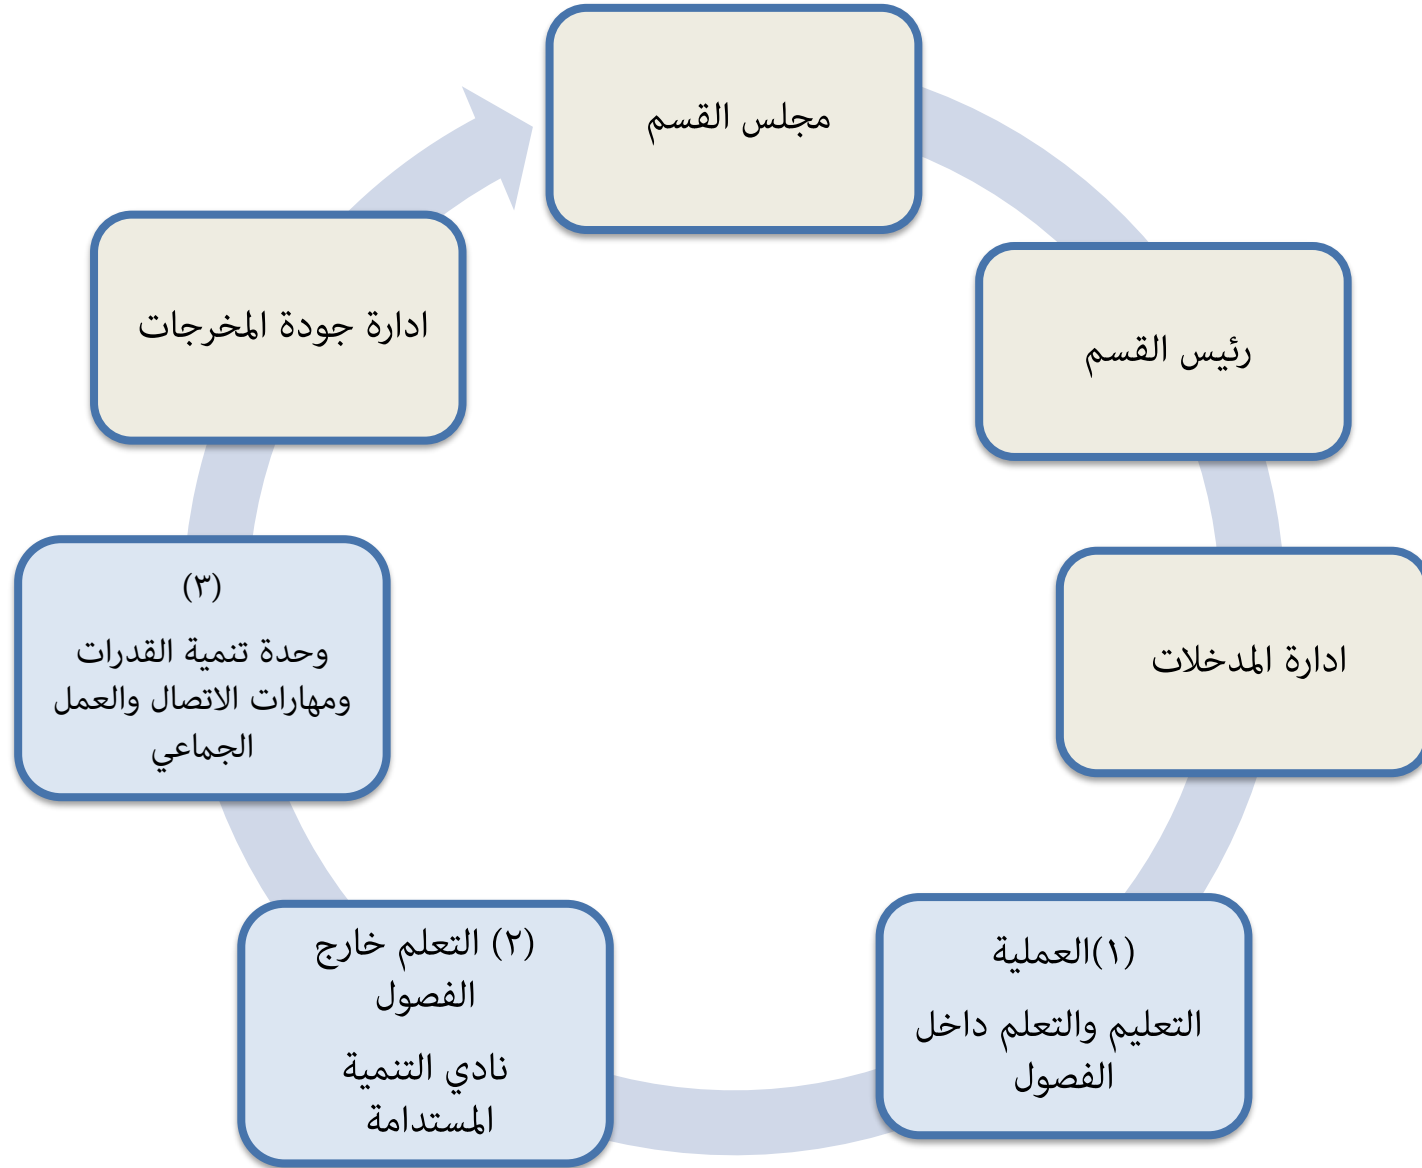 مجلس القسم
رئيس القسم
ادارة المدخلات
(١)العملية
التعليم والتعلم داخل
الفصول
(٢) التعلم خارج
الفصول
نادي التنمية
المستدامة
(٣)
وحدة تنمية القدرات
ومهارات الاتصال والعمل
الجماعي
ادارة جودة المخرجات